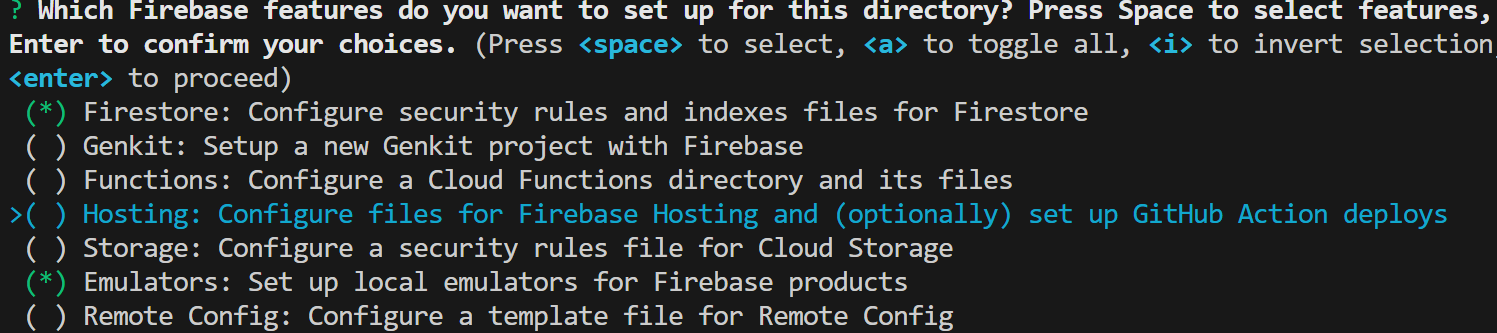 ? Which Firebase features do you want to set up for this directory? Press Space to select features,
Enter to confirm your choices. (Press <space> to select, <a> to toggle all, <i> to invert selection,
<enter> to proceed)
(*) Firestore: Configure security rules and indexes files for Firestore
( ) Genkit: Setup a new Genkit project with Firebase
( ) Functions: Configure a Cloud Functions directory and its files
>( ) Hosting: Configure files for Firebase Hosting and (optionally) set up GitHub Action deploys
( ) Storage: Configure a security rules file for Cloud Storage
(*) Emulators: Set up local emulators for Firebase products
( ) Remote Config: Configure a template file for Remote Config